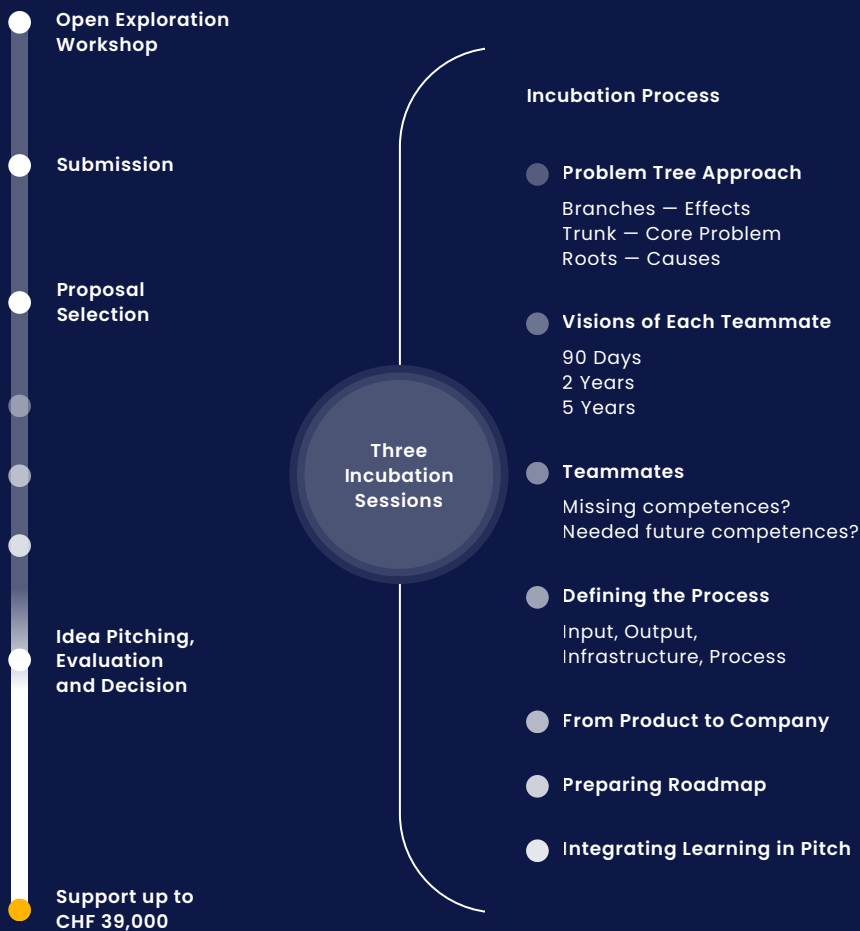 Open Exploration
Workshop
Submission
Proposal
Selection
Idea Pitching,
Evaluation
and Decision
Support up to
CHF 39,000
Three
Incubation
Sessions
Incubation Process
Problem Tree Approach
Branches — Effects
Trunk — Core Problem
Roots — Causes
Visions of Each Teammate
90 Days
2 Years
5 Years
Teammates
Missing competences?
Needed future competences?
Defining the Process
Input, Output,
Infrastructure, Process
From Product to Company
Preparing Roadmap
Integrating Learning in Pitch